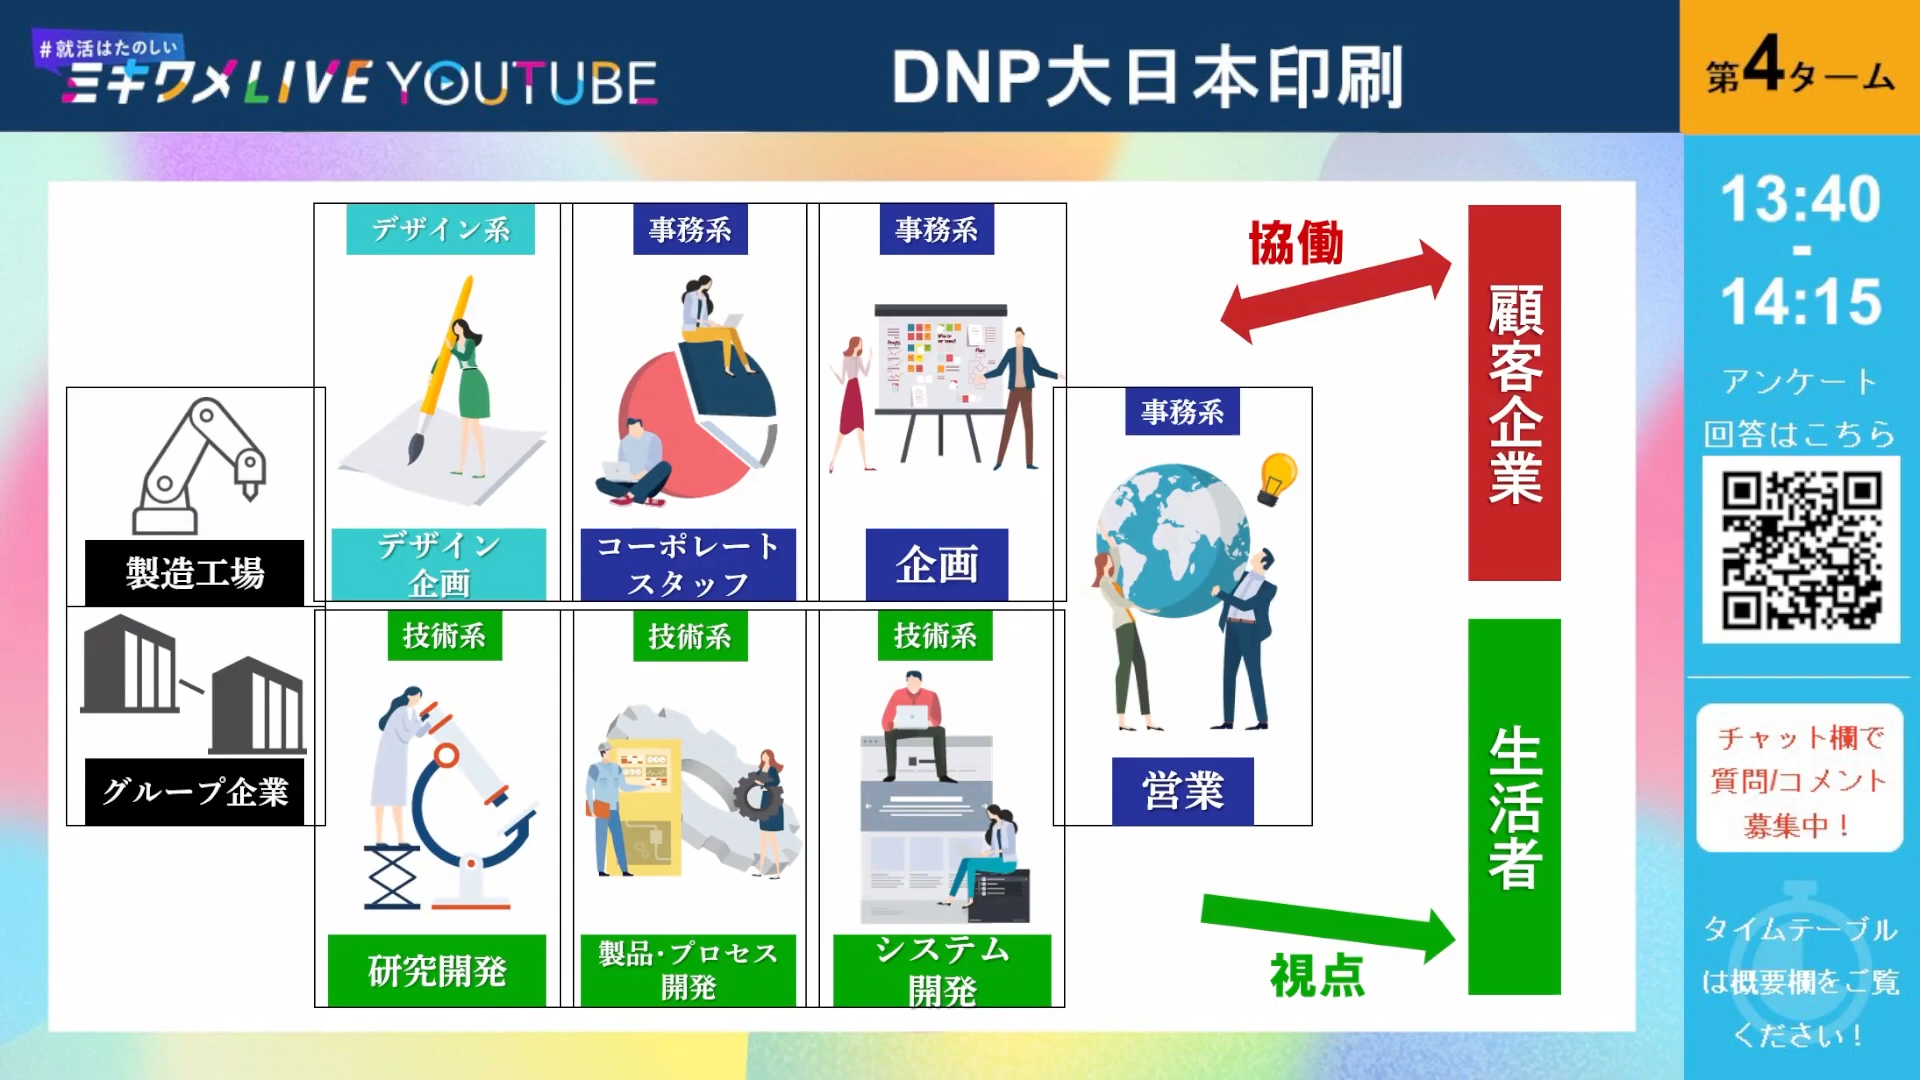 #就活はたのしい
ミキワメLIVE YOUTUBE
DNP大日本印刷
第4ターム
デザイン系
事務系
事務系
協働
顧客企業
製造工場
デザイン
企画
コーポレート
スタッフ
企画
事務系
グループ企業
技術系
技術系
技術系
営業
生活者
研究開発
製品・プロセス
開発
システム
開発
視点
13:40
-
14:15
アンケート
回答はこちら
チャット欄で
質問/コメント
募集中！
タイムテーブル
は概要欄をご覧
ください！